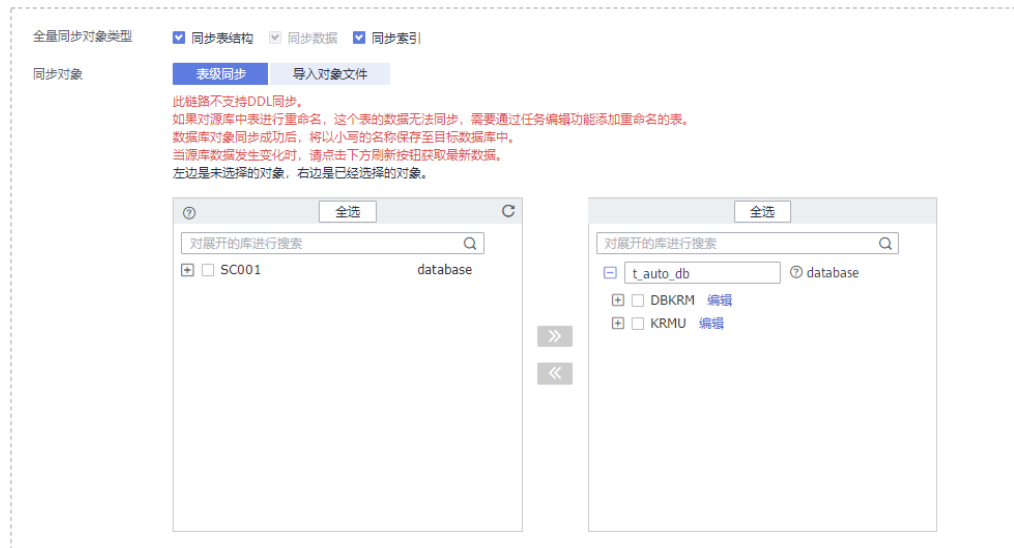 全量同步对象类型 同步表结构 同步数据 同步索引
同步对象 表级同步 导入对象文件
此链路不支持DDL同步。
如果对源库中表进行重命名，这个表的数据无法同步，需要通过任务编辑功能添加重命名的表。
数据库对象同步成功后，将以小写的名称保存至目标数据库中。
当源库数据发生变化时，请点击下方刷新按钮获取最新数据。
左边是未选择的对象，右边是已经选择的对象。
全选
对展开的库进行搜索
SC001 database
全选
对展开的库进行搜索
t_auto_db database
DBKRM 编辑
KRMU 编辑